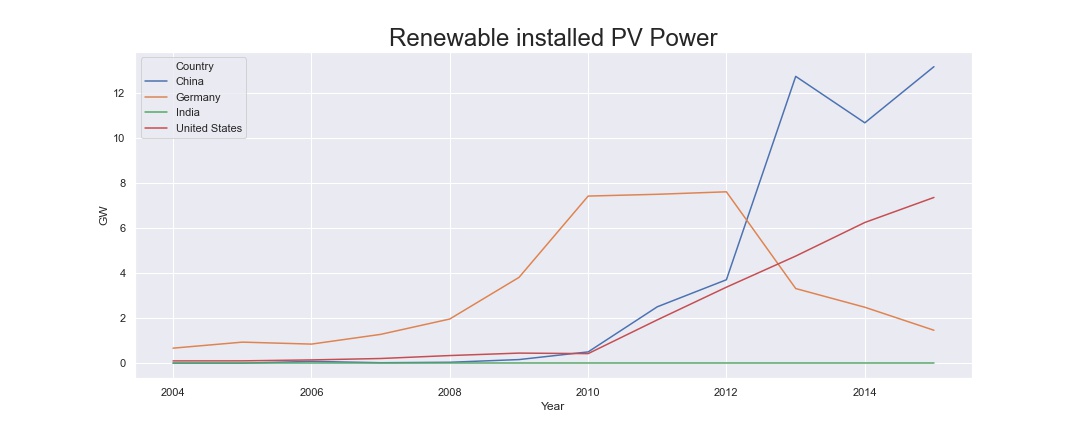 Renewable installed PV Power
Country
China
Germany
India
United States
12
10
8
6
4
2
0
GW
2004
2006
2008
2010
2012
2014
Year